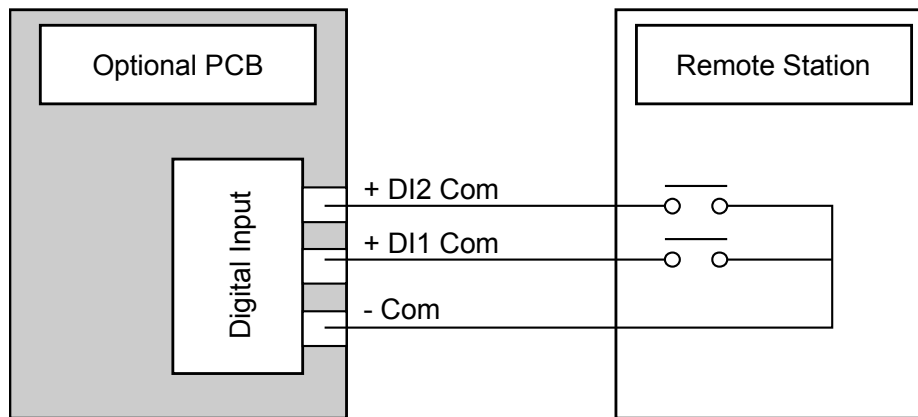 Optional PCB
Remote Station
Digital Input
+ DI2 Com
+ DI1 Com
- Com